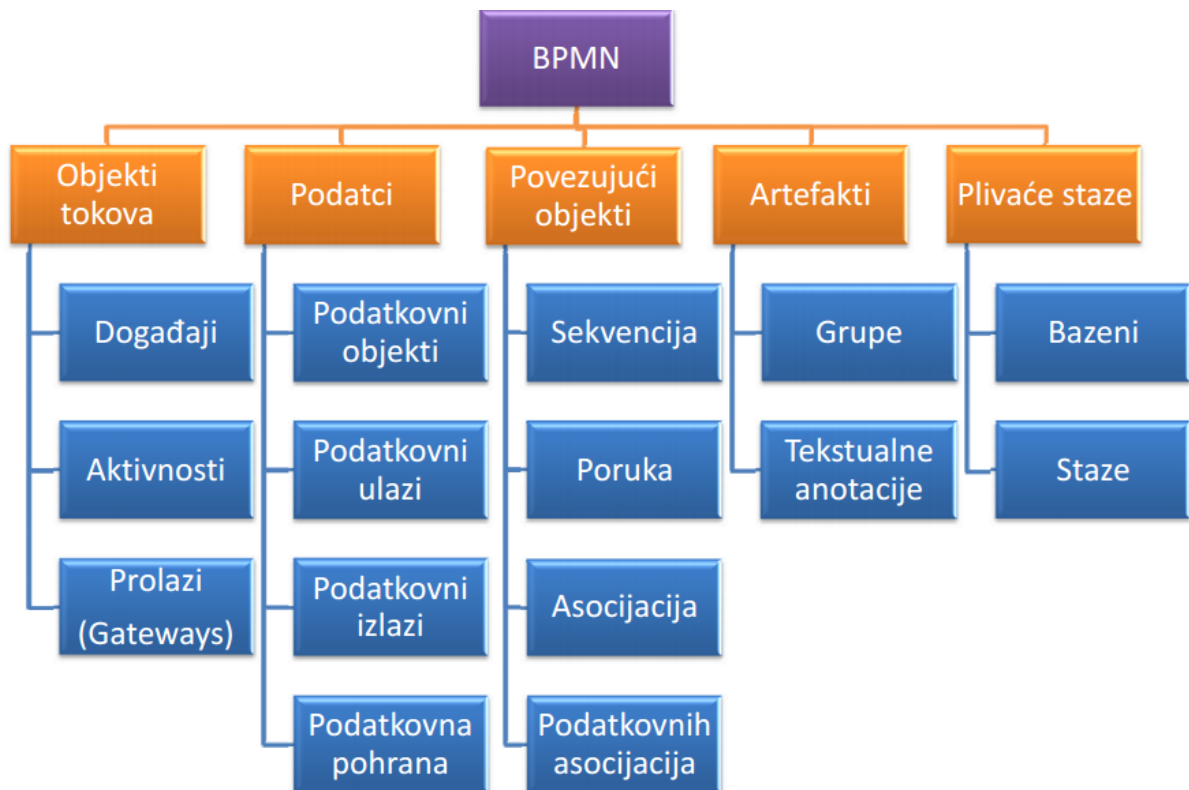 BPMN
Objekti
tokova
Podatci
Povezujući
objekti
Artefakti
Plivaće staze
Događaji
Aktivnosti
Prolazi
(Gateways)
Podatkovni
objekti
Podatkovni
ulazi
Podatkovni
izlazi
Podatkovna
pohrana
Sekvencija
Poruka
Asocijacija
Podatkovnih
asocijacija
Grupe
Tekstualne
anotacije
Bazeni
Staze